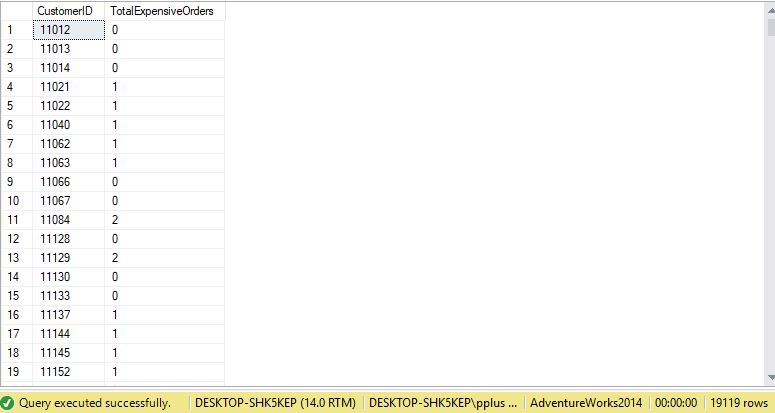 CustomerID TotalExpensiveOrders
1 11012 0
2 11013 0
3 11014 0
4 11021 1
5 11022 1
6 11040 1
7 11062 1
8 11063 1
9 11066 0
10 11067 0
11 11084 2
12 11128 0
13 11129 2
14 11130 0
15 11133 0
16 11137 1
17 11144 1
18 11145 1
19 11152 1
Query executed successfully. DESKTOP-SHK5KEP (14.0 RTM) DESKTOP-SHK5KEP\pplus ... AdventureWorks2014 00:00:00 19119 rows